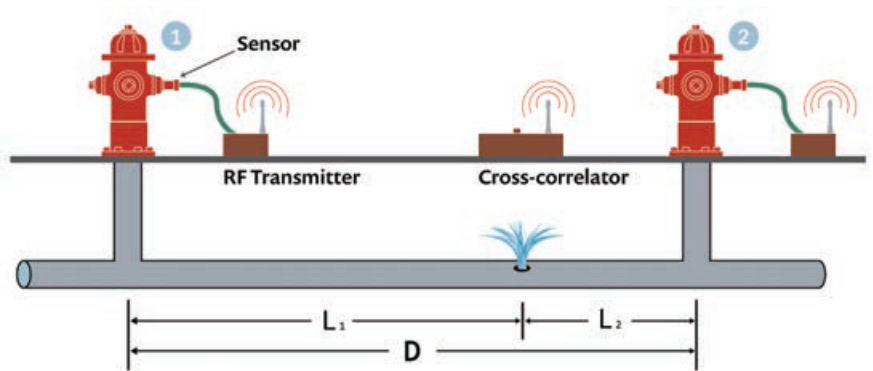 1
Sensor
2
RF Transmitter
Cross-correlator
L₁
L₂
D